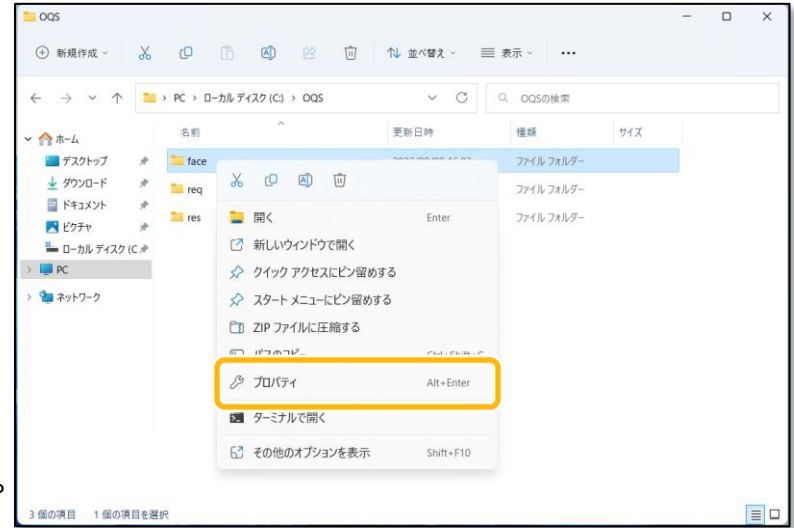 OQS
新規作成
並べ替え 表示 ...
PC › ローカル ディスク (C:) › OQS
OQSの検索
名前 更新日時 種類 サイズ
ホーム
デスクトップ
ダウンロード
ドキュメント
ピクチャ
ローカル ディスク (C
PC
ネットワーク
face ファイル フォルダー
req ファイル フォルダー
res ファイル フォルダー
開く Enter
新しいウィンドウで開く
クイック アクセスにピン留めする
スタート メニューにピン留めする
ZIP ファイルに圧縮する
パスのコピー Ctrl+Shift+C
プロパティ Alt+Enter
ターミナルで開く
その他のオプションを表示 Shift+F10
3 個の項目 1 個の項目を選択